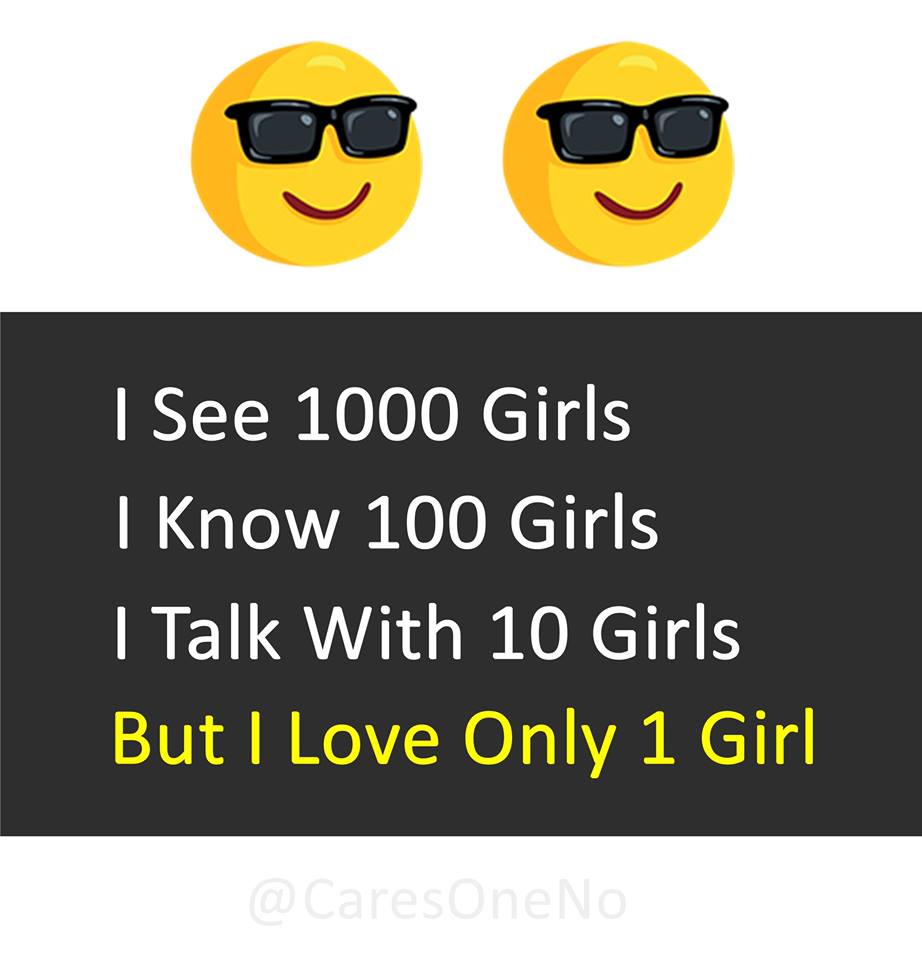 I See 1000 Girls
I Know 100 Girls
I Talk With 10 Girls
But I Love Only 1 Girl
@CaresOneNo